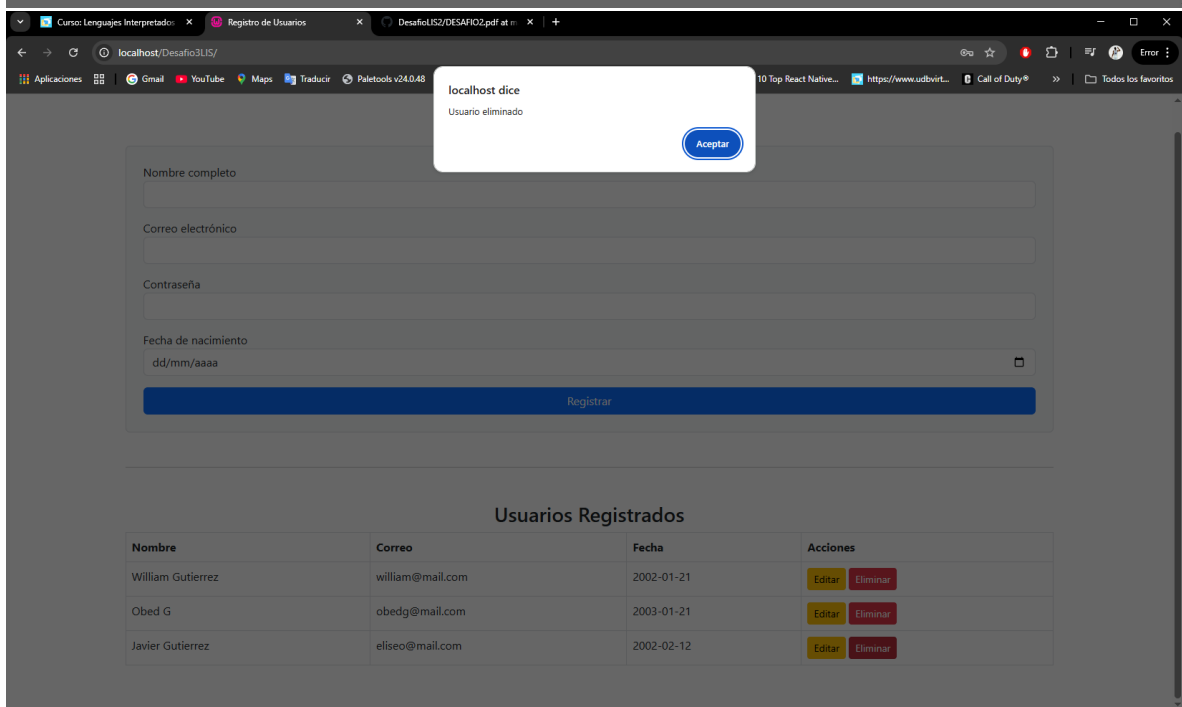 Curso: Lenguajes Interpretados
Registro de Usuarios
DesafioLIS2/DESAFIO2.pdf at m
localhost/Desafio3LIS/
Error
Aplicaciones
Gmail
YouTube
Maps
Traducir
Paletools v24.0.48
10 Top React Native...
https://www.udbvirt...
Call of Duty®
»
Todos los favoritos
localhost dice
Usuario eliminado
Aceptar
Nombre completo
Correo electrónico
Contraseña
Fecha de nacimiento
dd/mm/aaaa
Registrar
Usuarios Registrados
Nombre Correo Fecha Acciones
William Gutierrez william@mail.com 2002-01-21 Editar Eliminar
Obed G obedg@mail.com 2003-01-21 Editar Eliminar
Javier Gutierrez eliseo@mail.com 2002-02-12 Editar Eliminar